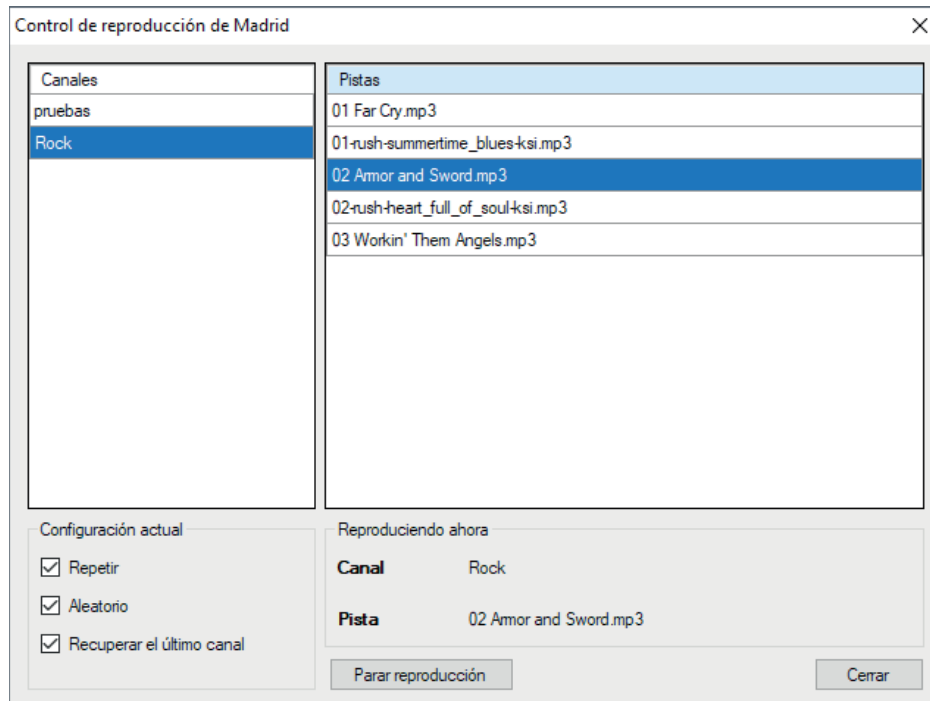 Control de reproducción de Madrid
Canales
pruebas
Rock
Pistas
01 Far Cry.mp3
01-rush-summertime_blues-ksi.mp3
02 Armor and Sword.mp3
02-rush-heart_full_of_soul-ksi.mp3
03 Workin' Them Angels.mp3
Configuración actual
Repetir
Aleatorio
Recuperar el último canal
Reproduciendo ahora
Canal Rock
Pista 02 Armor and Sword.mp3
Parar reproducción
Cerrar